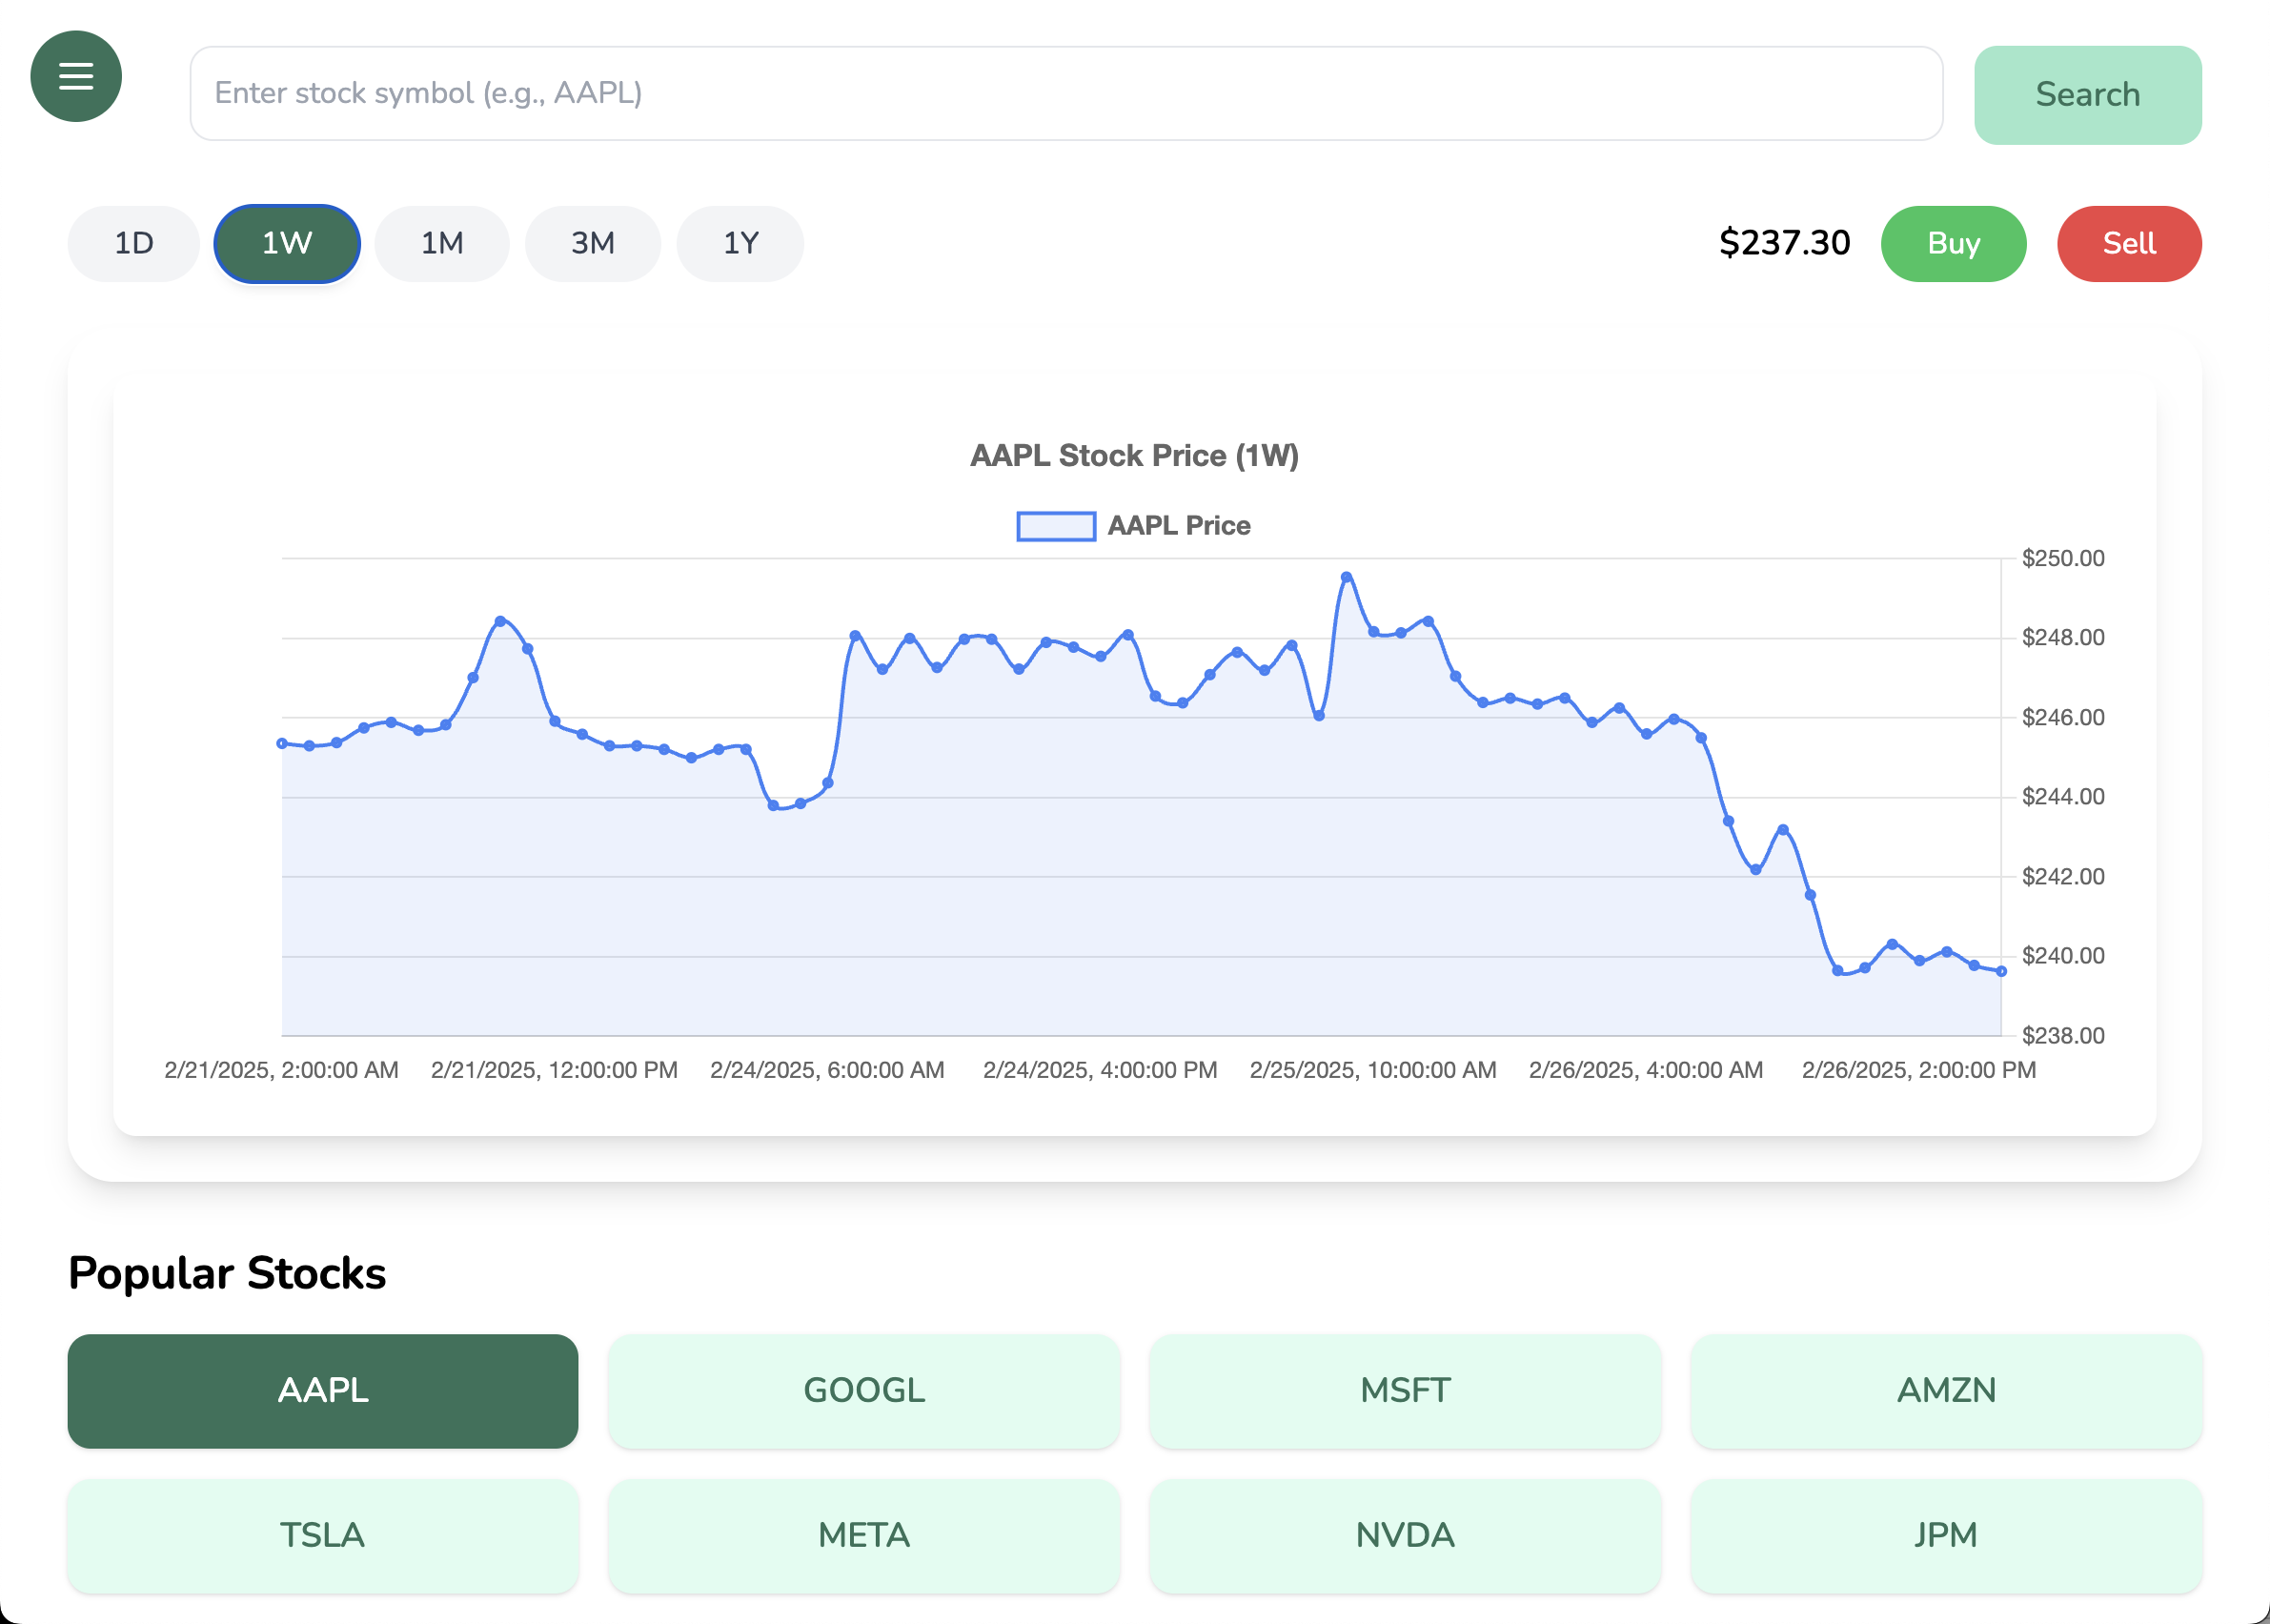 Enter stock symbol (e.g., AAPL)
Search
1D
1W
1M
3M
1Y
$237.30
Buy
Sell
AAPL Stock Price (1W)
AAPL Price
$250.00
$248.00
$246.00
$244.00
$242.00
$240.00
$238.00
2/21/2025, 2:00:00 AM
2/21/2025, 12:00:00 PM
2/24/2025, 6:00:00 AM
2/24/2025, 4:00:00 PM
2/25/2025, 10:00:00 AM
2/26/2025, 4:00:00 AM
2/26/2025, 2:00:00 PM
Popular Stocks
AAPL
GOOGL
MSFT
AMZN
TSLA
META
NVDA
JPM